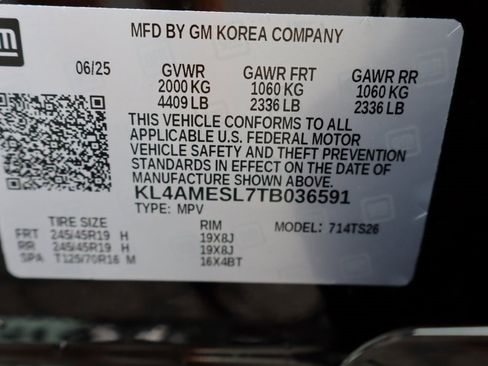 gm
MFD BY GM KOREA COMPANY
06/25 GVWR GAWR FRT GAWR RR
2000 KG 1060 KG 1060 KG
4409 LB 2336 LB 2336 LB
THIS VEHICLE CONFORMS TO ALL
APPLICABLE U.S. FEDERAL MOTOR
VEHICLE SAFETY AND THEFT PREVENTION
STANDARDS IN EFFECT ON THE DATE OF
MANUFACTURE SHOWN ABOVE.
KL4AMESL7TB036591
TYPE: MPV
TIRE SIZE RIM MODEL: 714TS26
FRT 245/45R19 H 19X8J
RR 245/45R19 H 19X8J
SPA T125/70R16 M 16X4BT